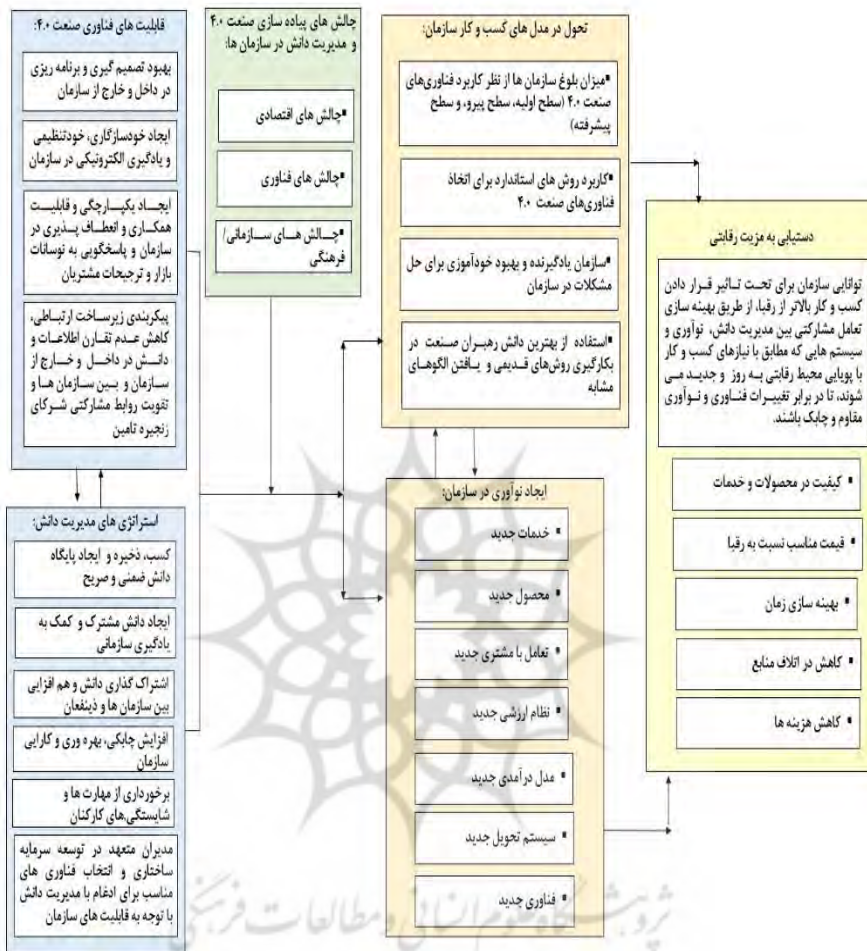 قابلیت های فناوری صنعت ۴.۰:
بهبود تصمیم گیری و برنامه ریزی
در داخل و خارج از سازمان
ایجاد خودسازگاری، خودتنظیمی
و یادگیری الکترونیکی در سازمان
ایجاد یکپارچگی و قابلیت
همکاری و انعطاف پذیری در
سازمان و پاسخگویی به نوسانات
بازار و ترجیحات مشتریان
پیکربندی زیرساخت ارتباطی،
کاهش عدم تقارن اطلاعات و
دانش در داخل و خارج از
سازمان و بین سازمان ها و
تقویت روابط مشارکتی شرکای
زنجیره تامین
استراتژی های مدیریت دانش:
کسب، ذخیره و ایجاد پایگاه
دانش ضمنی و صریح
ایجاد دانش مشترک و کمک به
یادگیری سازمانی
اشتراک گذاری دانش و هم افزایی
بین سازمان ها و ذینفعان
افزایش چابکی، بهره وری و کارایی
سازمان
برخورداری از مهارت ها و
شایستگی‌های کارکنان
مدیران متعهد در توسعه سرمایه
ساختاری و انتخاب فناوری های
مناسب برای ادغام با مدیریت دانش
با توجه به قابلیت های سازمان
چالش های پیاده سازی صنعت ۴.۰
و مدیریت دانش در سازمان ها:
▪چالش های اقتصادی
▪چالش های فناوری
▪چالش های سازمانی/
فرهنگی
تحول در مدل های کسب و کار سازمان:
▪میزان بلوغ سازمان ها از نظر کاربرد فناوری‌های
صنعت ۴.۰ (سطح اولیه، سطح پیرو، و سطح
پیشرفته)
▪کاربرد روش های استاندارد برای اتخاذ
فناوری‌های صنعت ۴.۰
▪سازمان یادگیرنده و بهبود خودآموزی برای حل
مشکلات در سازمان
▪استفاده از بهترین دانش رهبران صنعت در
بکارگیری روش‌های قدیمی و یافتن الگوهای
مشابه
ایجاد نوآوری در سازمان:
▪ خدمات جدید
▪ محصول جدید
▪ تعامل با مشتری جدید
▪ نظام ارزشی جدید
▪ مدل درآمدی جدید
▪ سیستم تحویل جدید
▪ فناوری جدید
دستیابی به مزیت رقابتی
توانایی سازمان برای تحت تاثیر قرار دادن
کسب و کار بالاتر از رقبا، از طریق بهینه سازی
تعامل مشارکتی بین مدیریت دانش، نوآوری و
سیستم هایی که مطابق با نیازهای کسب و کار
با پویایی محیط رقابتی به روز و جدید می
شوند، تا در برابر تغییرات فناوری و نوآوری
مقاوم و چابک باشند.
▪ کیفیت در محصولات و خدمات
▪ قیمت مناسب نسبت به رقبا
▪ بهینه سازی زمان
▪ کاهش در اتلاف منابع
▪ کاهش هزینه ها
پژوهشگاه علوم انسانی و مطالعات فرهنگی